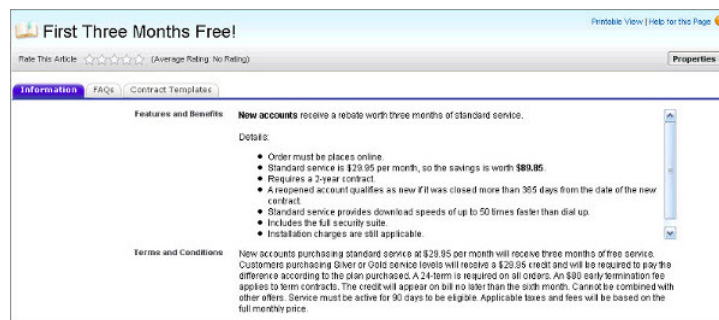 First Three Months Free!
Printable View | Help for this Page
Rate This Article (Average Rating: No Rating)
Properties
Information FAQs Contract Templates
Features and Benefits
New accounts receive a rebate worth three months of standard service.
Details:
Order must be places online.
Standard service is $29.95 per month, so the savings is worth $89.85.
Requires a 2-year contract.
A reopened account qualifies as new if it was closed more than 365 days from the date of the new
contract.
Standard service provides download speeds of up to 50 times faster than dial up.
Includes the full security suite.
Installation charges are still applicable.
Terms and Conditions
New accounts purchasing standard service at $29.95 per month will receive three months of free service.
Customers purchasing Silver or Gold service levels will receive a $29.95 credit and will be required to pay the
difference according to the plan purchased. A 24-term is required on all orders. An $80 early termination fee
applies to term contracts. The credit will appear on bill no later than the sixth month. Cannot be combined with
other offers. Service must be active for 90 days to be eligible. Applicable taxes and fees will be based on the
full monthly price.